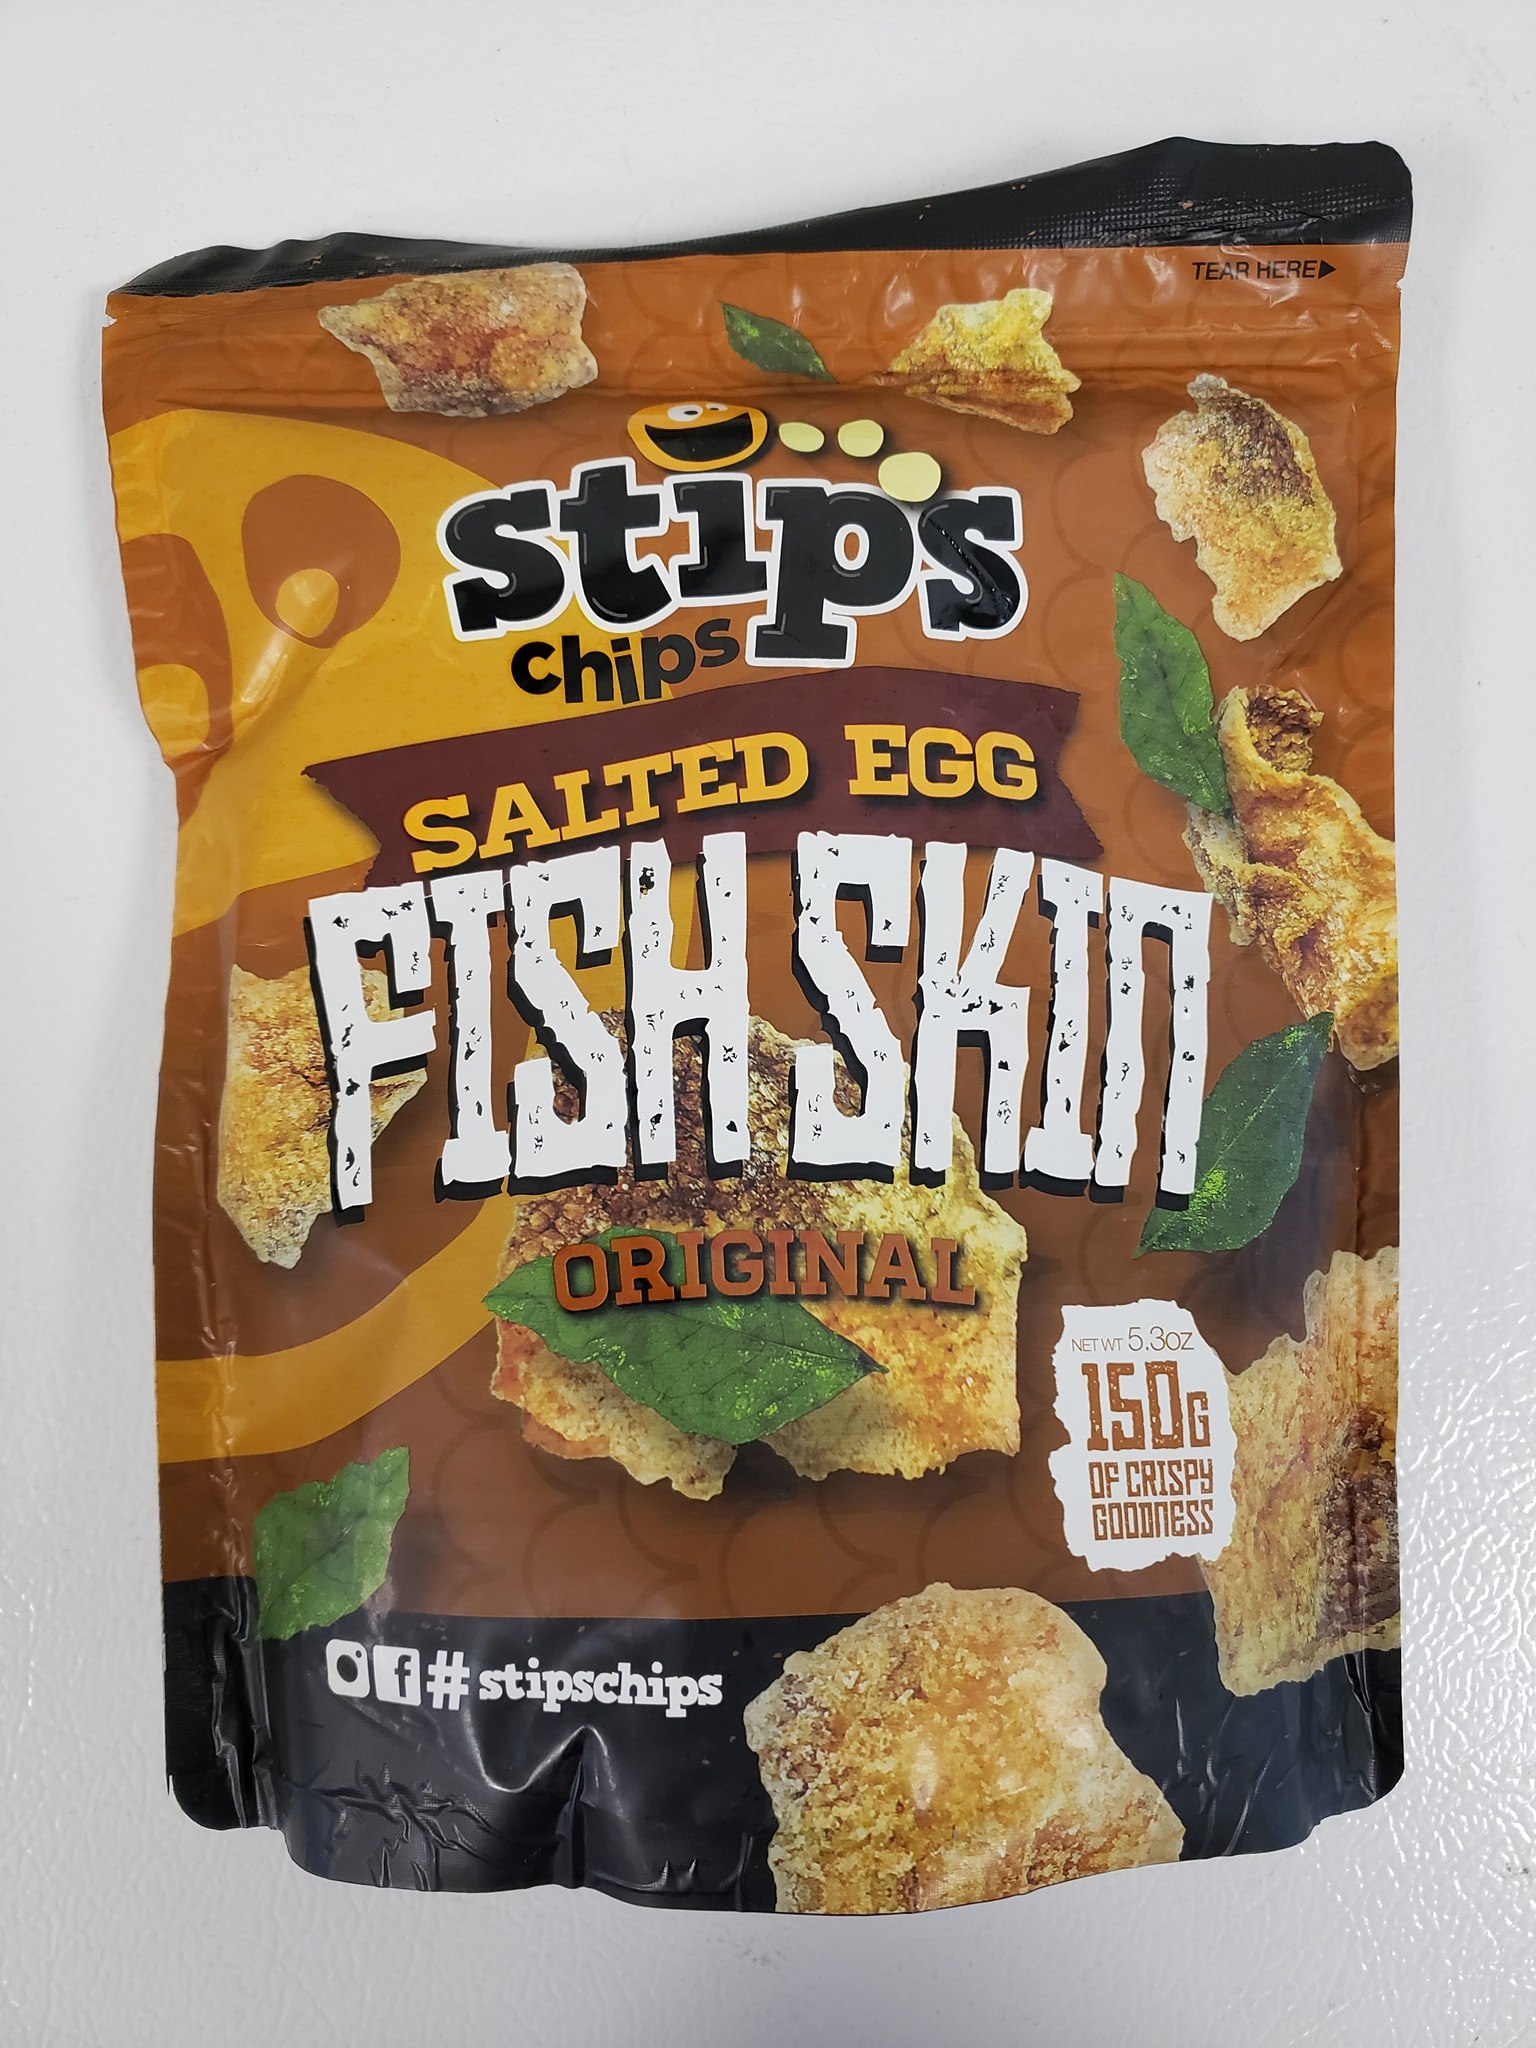 TEAR HERE
stip's
chips
SALTED EGG
FISH SKIN
ORIGINAL
NET WT 5.3OZ
150G
OF CRISPY
GOODNESS
#stipschips